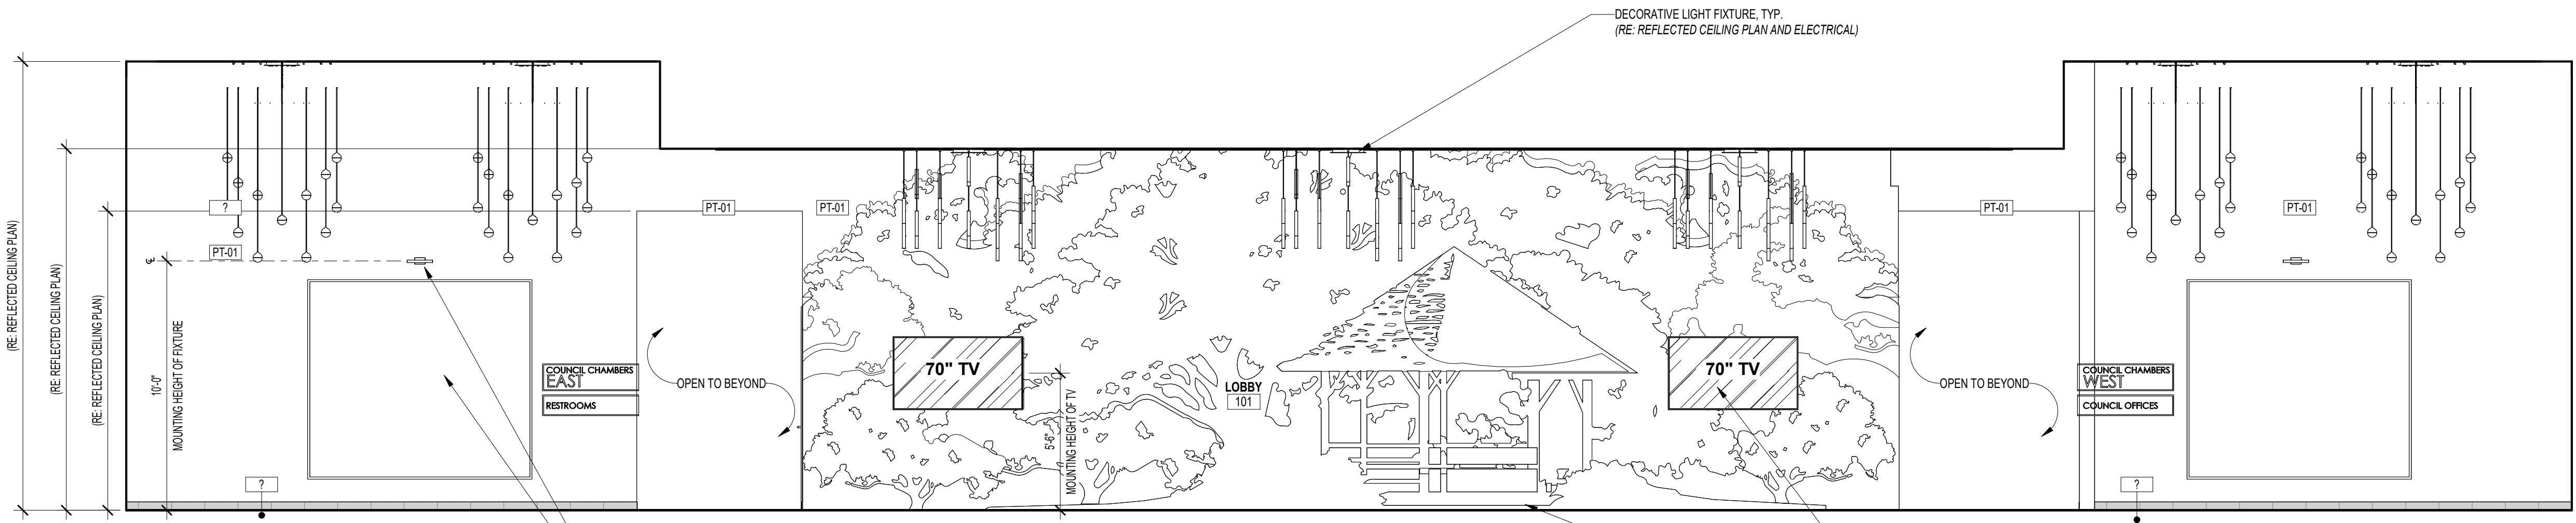 DECORATIVE LIGHT FIXTURE, TYP.
(RE: REFLECTED CEILING PLAN AND ELECTRICAL)
(RE: REFLECTED CEILING PLAN)
(RE: REFLECTED CEILING PLAN)
(RE: REFLECTED CEILING PLAN)
10'-0"
MOUNTING HEIGHT OF FIXTURE
?
PT-01
?
COUNCIL CHAMBERS
EAST
RESTROOMS
PT-01
OPEN TO BEYOND
PT-01
70" TV
5'-6"
MOUNTING HEIGHT OF TV
LOBBY
101
70" TV
PT-01
OPEN TO BEYOND
COUNCIL CHAMBERS
WEST
COUNCIL OFFICES
PT-01
?